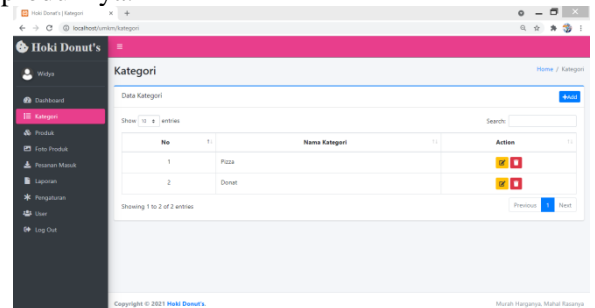 Hoki Donut's | Kategori
localhost/umkm/kategori
Hoki Donut's
Widya
Kategori
Home / Kategori
Dashboard
Kategori
Produk
Foto Produk
Pesanan Masuk
Laporan
Pengaturan
User
Log Out
Data Kategori
+Add
Show 10 entries
Search:
No Nama Kategori Action
1 Pizza
2 Donat
Showing 1 to 2 of 2 entries
Previous 1 Next
Copyright © 2021 Hoki Donut's.
Murah Harganya, Mahal Rasanya